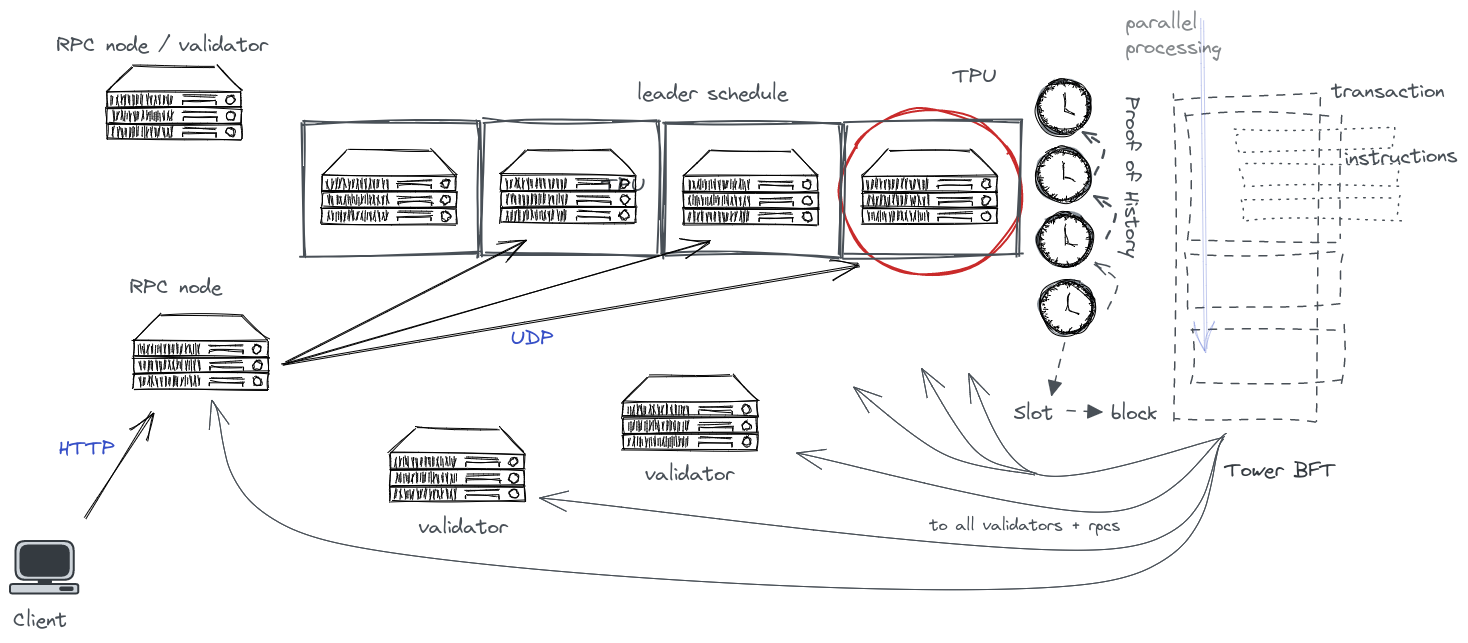 RPC node / validator
leader schedule
TPU
parallel
processing
transaction
instructions
Proof of History
RPC node
UDP
HTTP
Client
validator
validator
Slot
block
Tower BFT
to all validators + rpcs